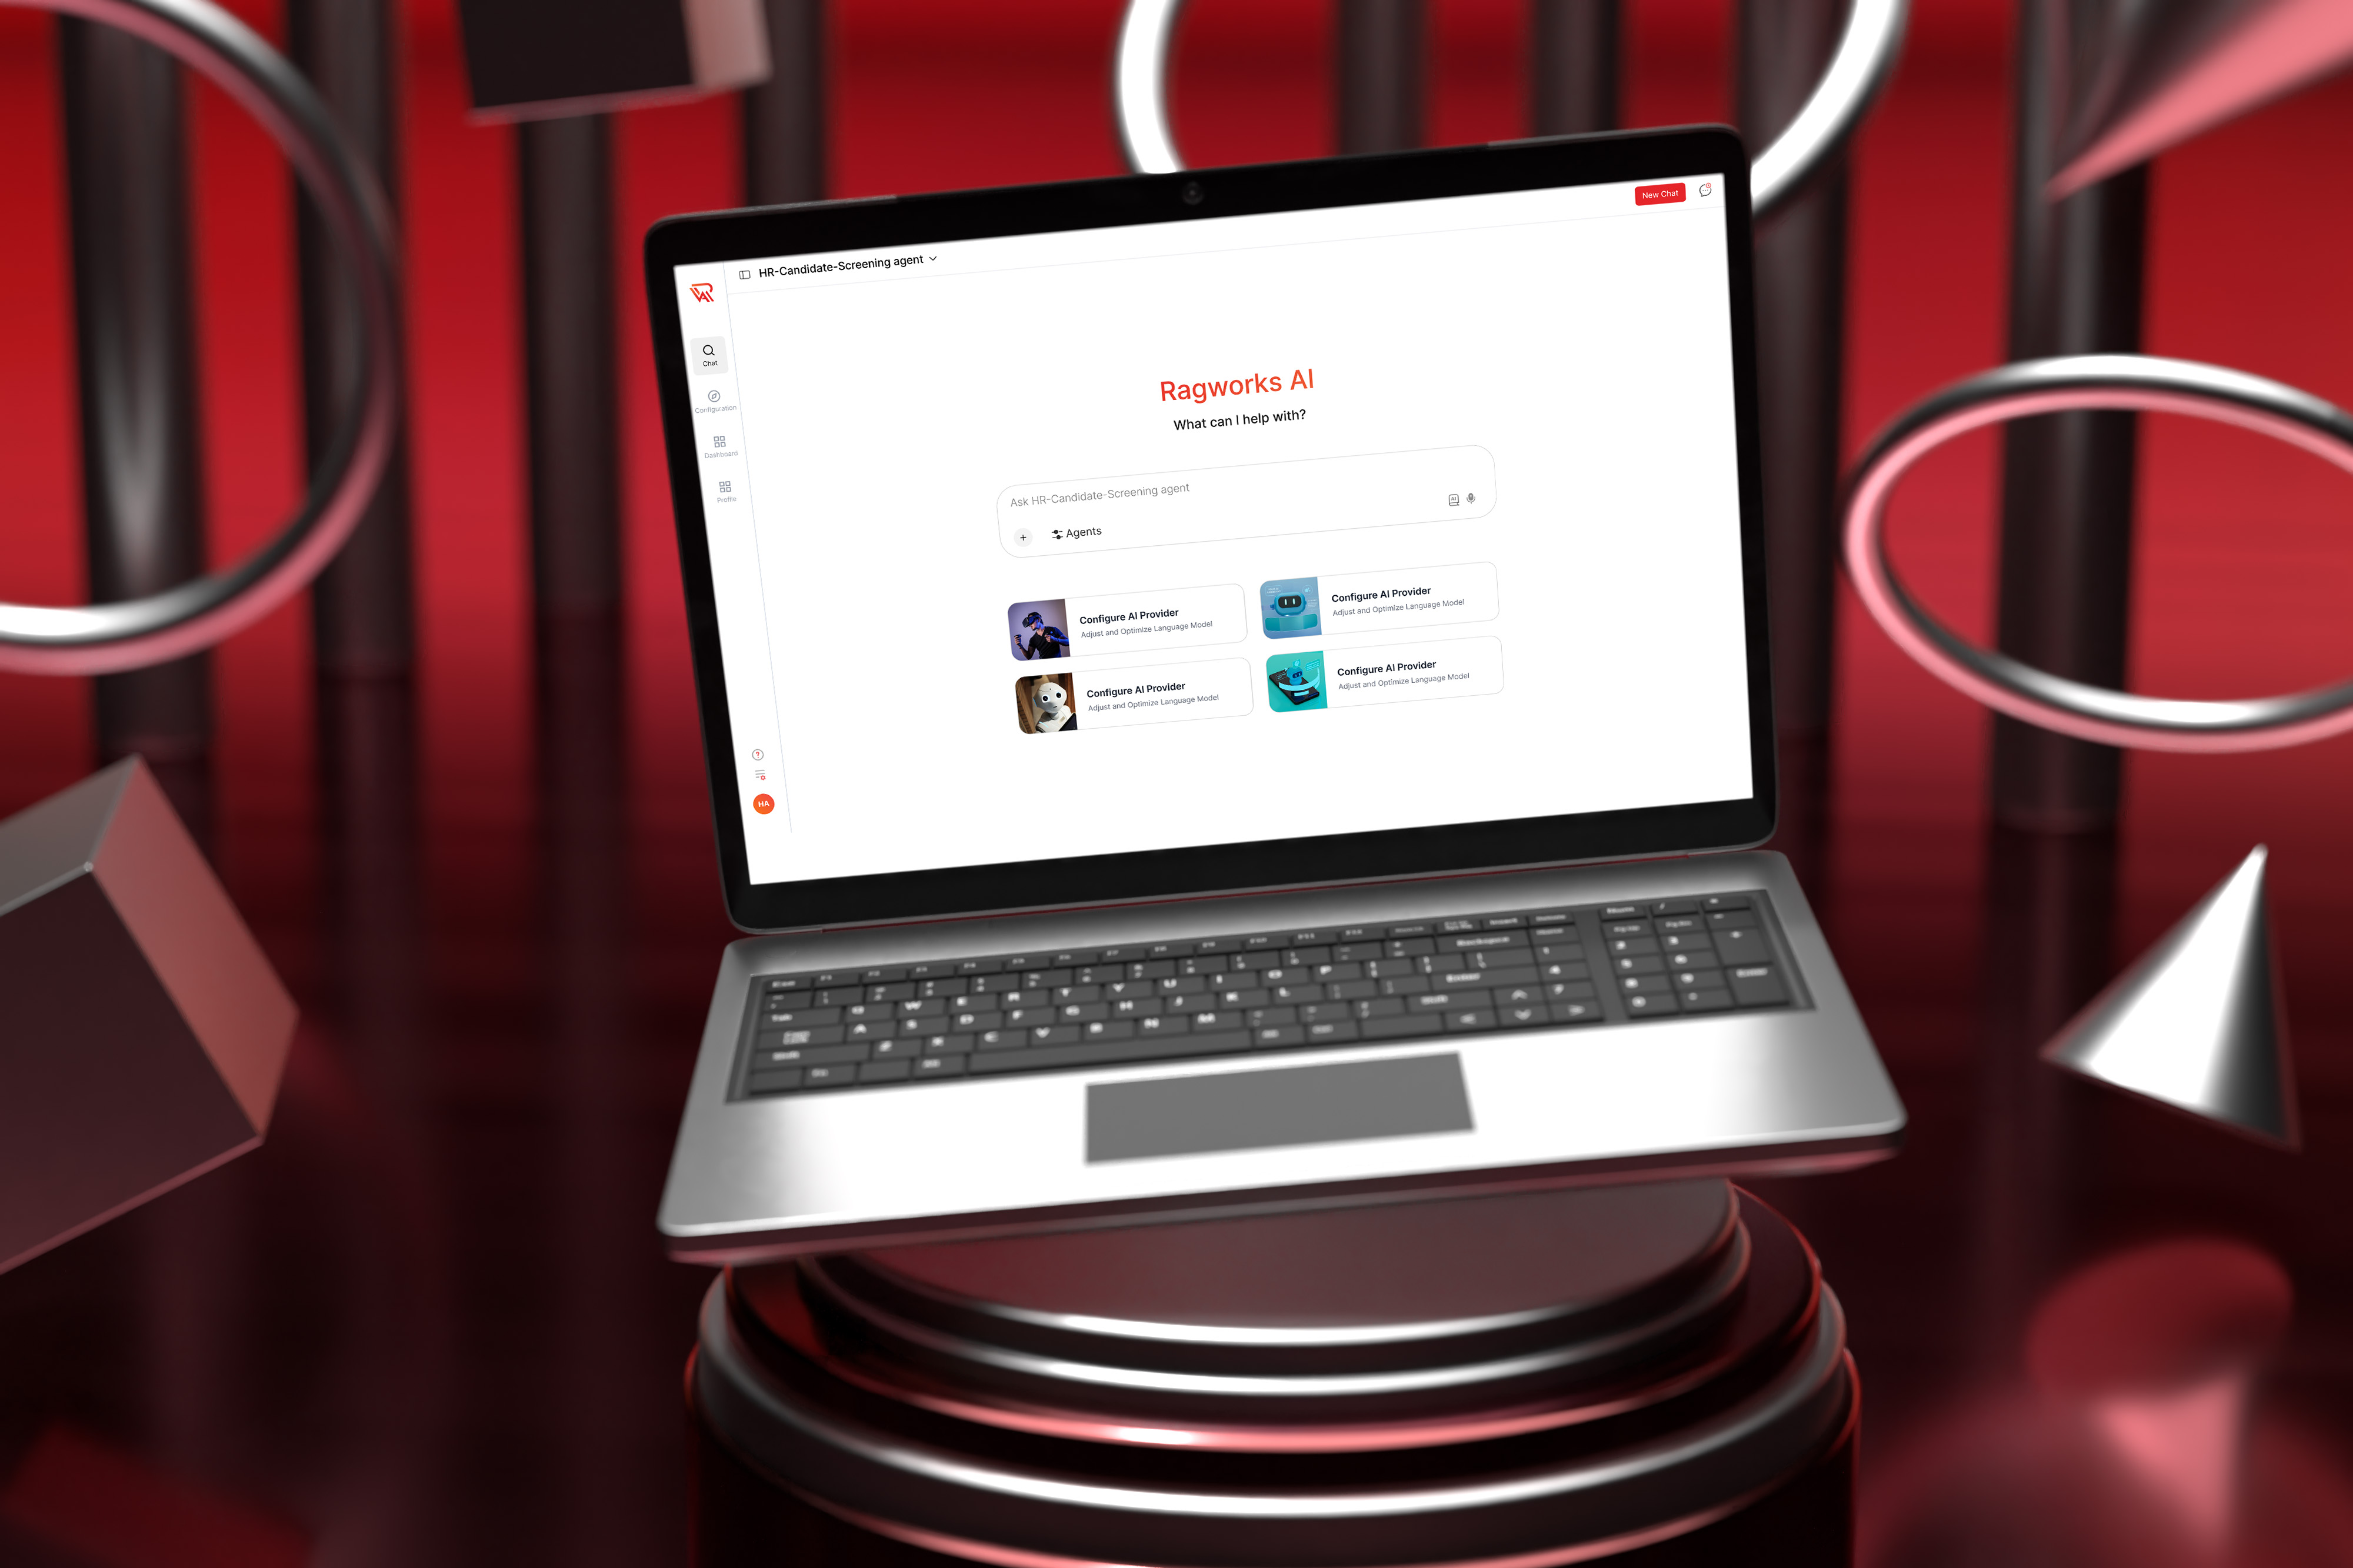 New Chat
HR-Candidate-Screening agent
Chat
Configuration
Dashboard
Profile
Ragworks AI
What can I help with?
Ask HR-Candidate-Screening agent
+ Agents
Configure AI Provider
Adjust and Optimize Language Model
Configure AI Provider
Adjust and Optimize Language Model
Configure AI Provider
Adjust and Optimize Language Model
Configure AI Provider
Adjust and Optimize Language Model
?
HA
Backspace
Q W E R T Y U I O P
Enter
A S D F G H J K L